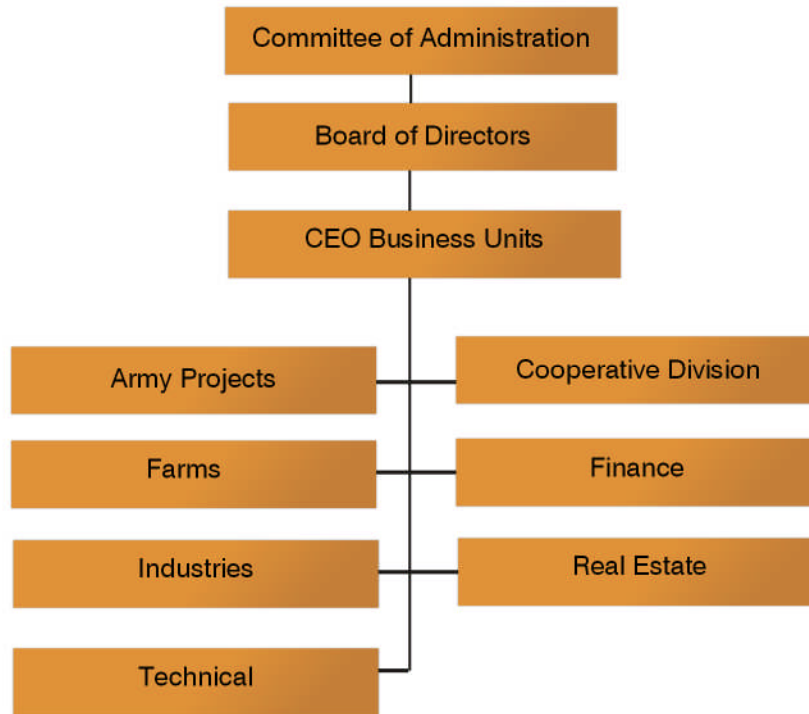 Committee of Administration
Board of Directors
CEO Business Units
Army Projects
Cooperative Division
Farms
Finance
Industries
Real Estate
Technical